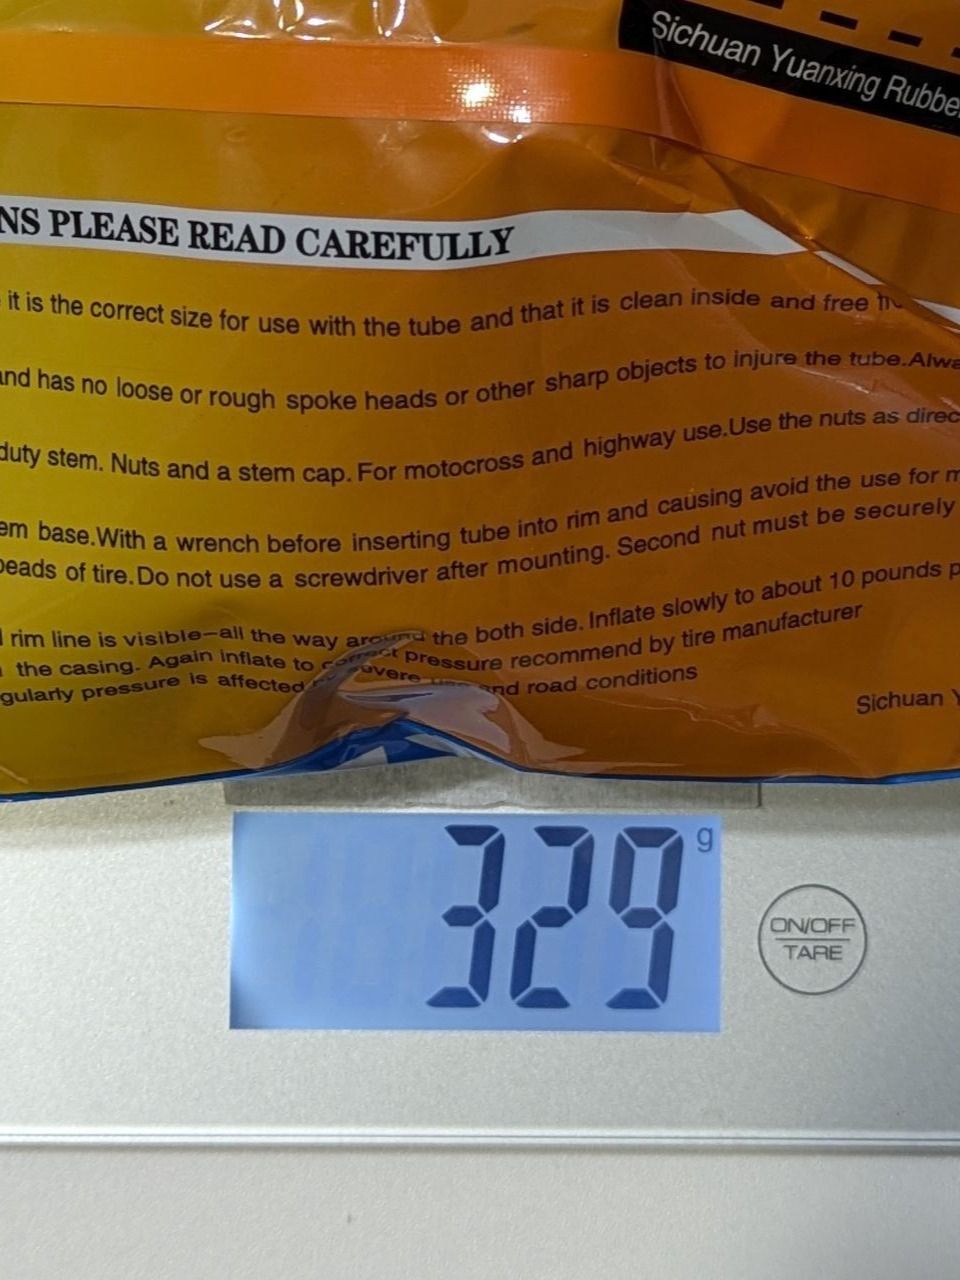 Sichuan Yuanxing Rubbe
NS PLEASE READ CAREFULLY
it is the correct size for use with the tube and that it is clean inside and free
and has no loose or rough spoke heads or other sharp objects to injure the tube.Alwa
duty stem. Nuts and a stem cap. For motocross and highway use.Use the nuts as direc
em base.With a wrench before inserting tube into rim and causing avoid the use for m
beads of tire.Do not use a screwdriver after mounting. Second nut must be securely
rim line is visible-all the way around the both side. Inflate slowly to about 10 pounds p
the casing. Again inflate to correct pressure recommend by tire manufacturer
gularly pressure is affected severe and road conditions
Sichuan Y
329 g
ON/OFF
TARE